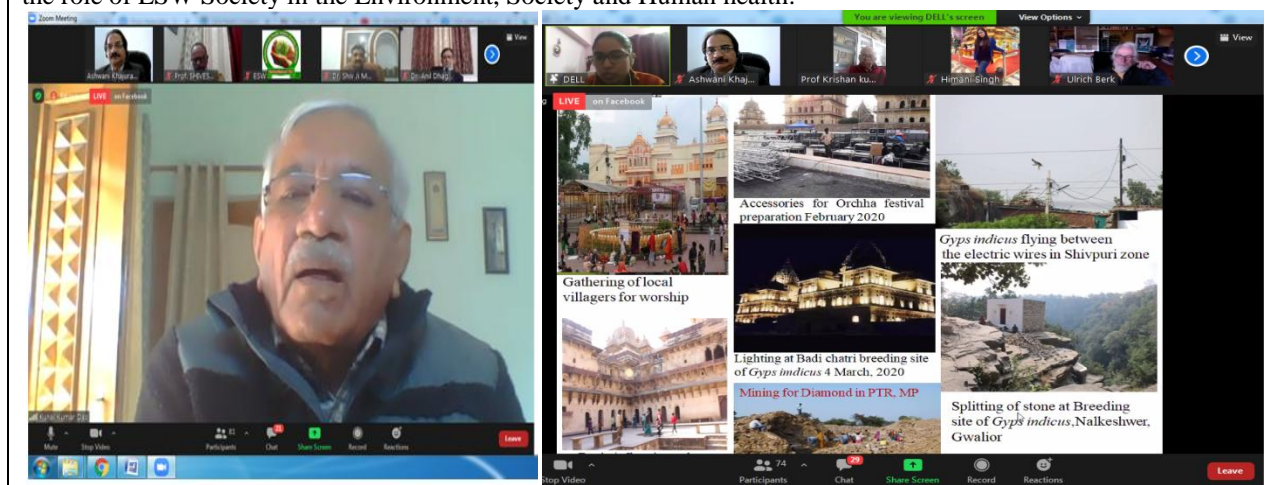 the role of ESW Society in the Environment, Society and Human health.
Zoom Meeting
View
Ashwani Khajura...
Prof. SHIVES...
ESW
Dr. Shiv Ji M...
Dr. Anil Dhag...
LIVE on Facebook
Mute
Stop Video
81
Participants
21
Chat
Share Screen
Record
Reactions
Leave
You are viewing DELL's screen
View Options
View
DELL
Ashwani Khaj...
Prof Krishan ku...
Himani Singh
Ulrich Berk
LIVE on Facebook
Gathering of local
villagers for worship
Accessories for Orchha festival
preparation February 2020
Lighting at Badi chatri breeding site
of Gyps indicus 4 March, 2020
Mining for Diamond in PTR, MP
Gyps indicus flying between
the electric wires in Shivpuri zone
Splitting of stone at Breeding
site of Gyps indicus,Nalkeshwer,
Gwalior
top Video
74
Participants
29
Chat
Share Screen
Record
Reactions
Leave